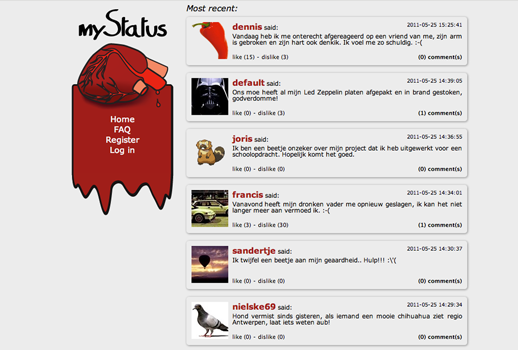 Most recent:
myStatus
Home
FAQ
Register
Log in
dennis said:
2011-05-25 15:25:41
Vandaag heb ik me onterecht afgereageerd op een vriend van me, zijn arm
is gebroken en zijn hart ook denkik. Ik voel me zo schuldig. :-(
like (15) - dislike (3)
(0) comment(s)
default said:
2011-05-25 14:39:05
Ons moe heeft al mijn Led Zeppelin platen afgepakt en in brand gestoken,
godverdomme!
like (0) - dislike (3)
(1) comment(s)
joris said:
2011-05-25 14:36:55
Ik ben een beetje onzeker over mijn project dat ik heb uitgewerkt voor een
schoolopdracht. Hopelijk komt het goed.
like (0) - dislike (0)
(0) comment(s)
francis said:
2011-05-25 14:34:01
Vanavond heeft mijn dronken vader me opnieuw geslagen, ik kan het niet
langer meer aan vermoed ik. :-(
like (3) - dislike (30)
(1) comment(s)
sandertje said:
2011-05-25 14:30:37
Ik twijfel een beetje aan mijn geaardheid.. Hulp!!! :\'(
like (0) - dislike (0)
(0) comment(s)
nielske69 said:
2011-05-25 14:29:34
Hond vermist sinds gisteren, als iemand een mooie chihuahua ziet regio
Antwerpen, laat iets weten aub!
like (0) - dislike (0)
(0) comment(s)